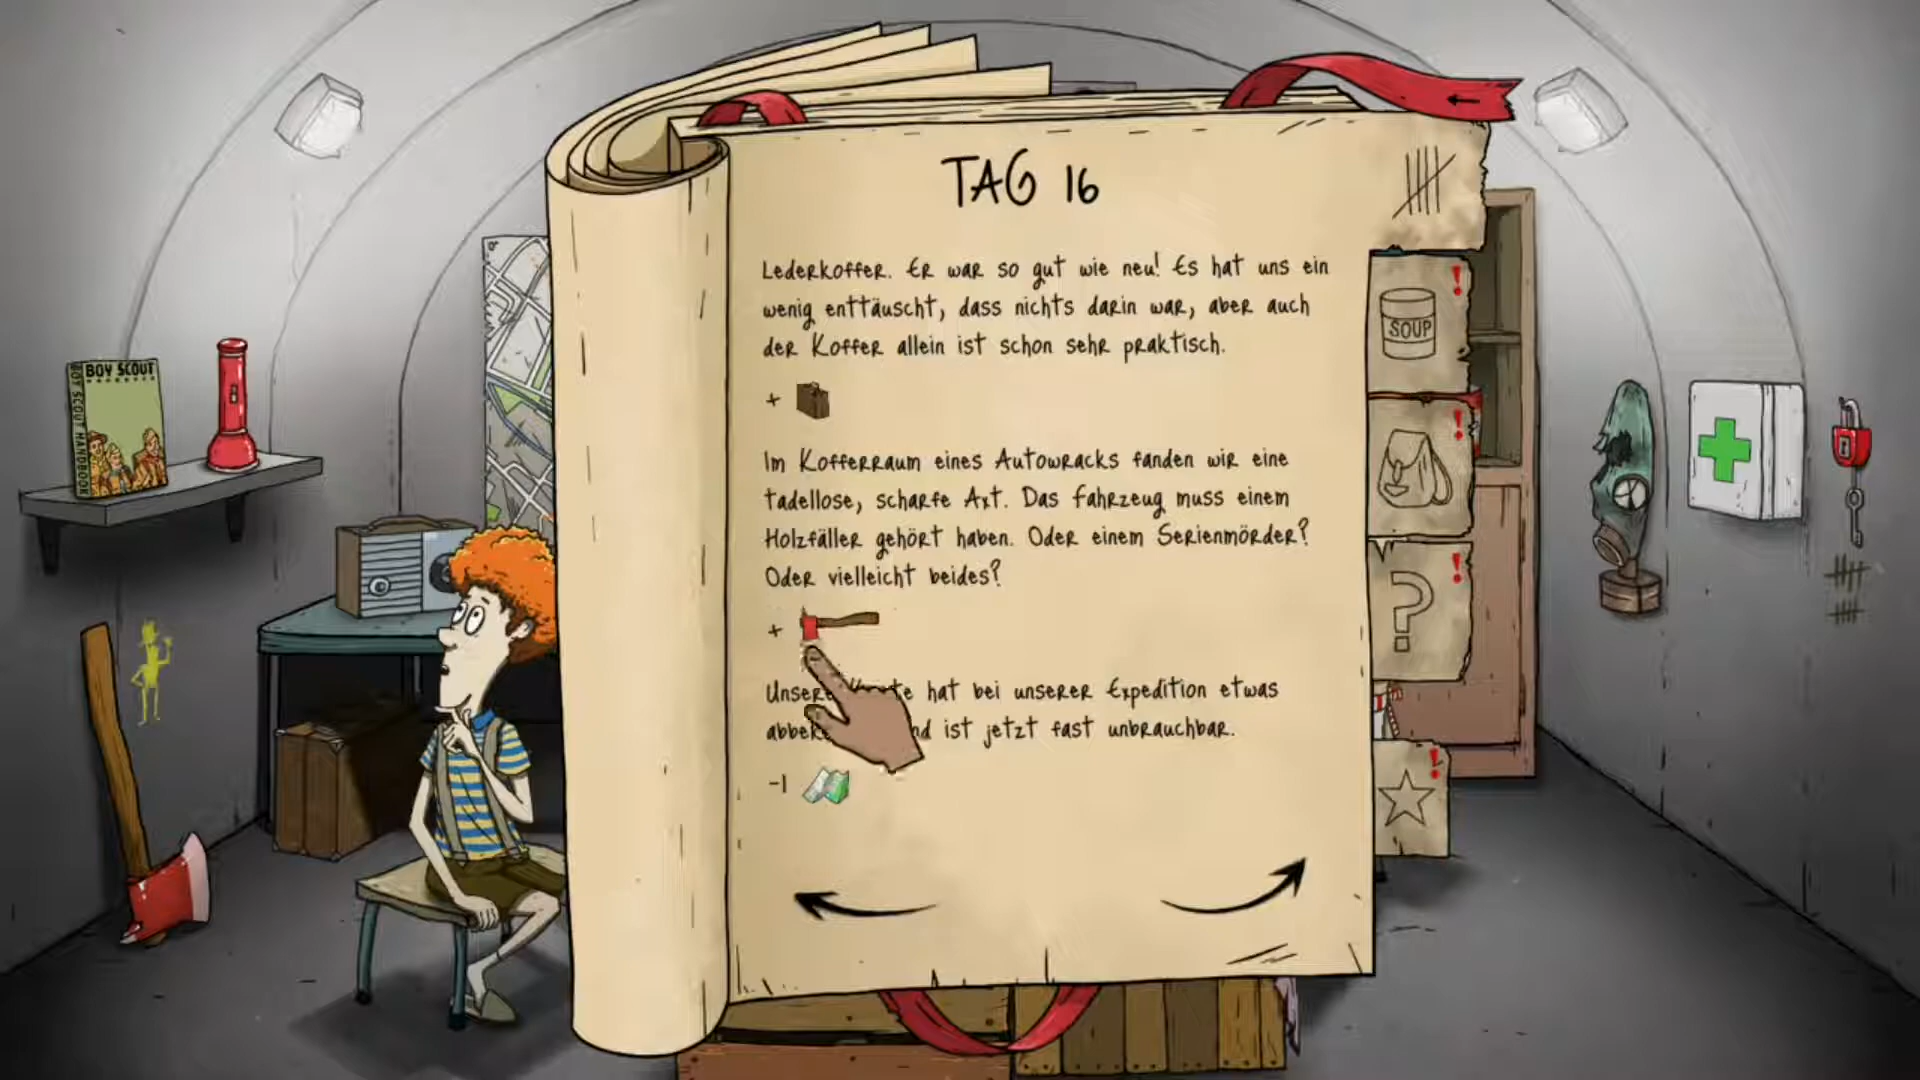 TAG 16
Lederkoffer. Er war so gut wie neu! Es hat uns ein
wenig enttäuscht, dass nichts darin war, aber auch
der Koffer allein ist schon sehr praktisch.
+
Im Kofferraum eines Autowracks fanden wir eine
tadellose, scharfe Axt. Das Fahrzeug muss einem
Holzfäller gehört haben. Oder einem Serienmörder?
Oder vielleicht beides?
+
hat bei unserer Expedition etwas
ist jetzt fast unbrauchbar.
-1
SOUP
!
!
!
?
!
BOY SCOUT
BOY SCOUT HANDBOOK